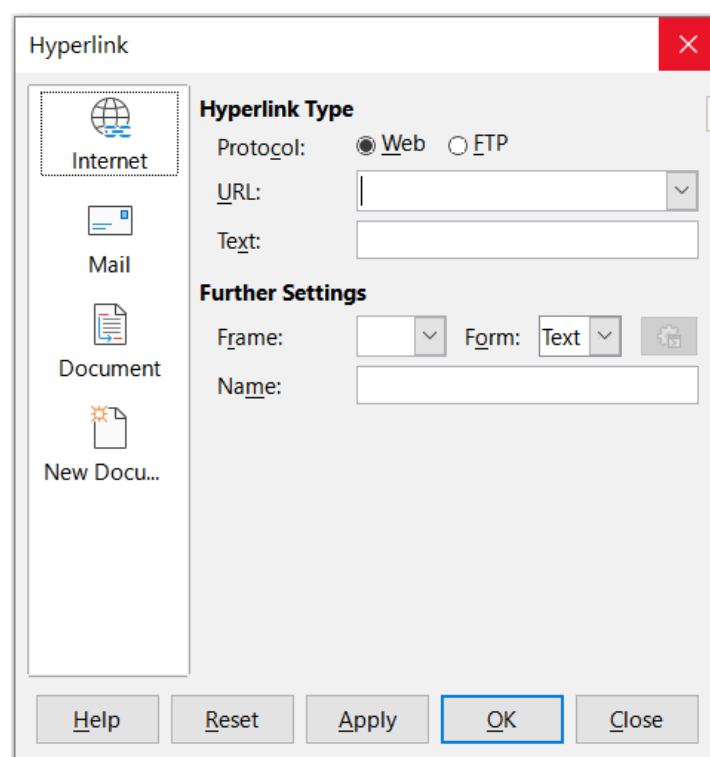 Hyperlink
Internet
Mail
Document
New Docu...
Hyperlink Type
Protocol: Web FTP
URL:
Text:
Further Settings
Frame: Form: Text
Name:
Help Reset Apply OK Close